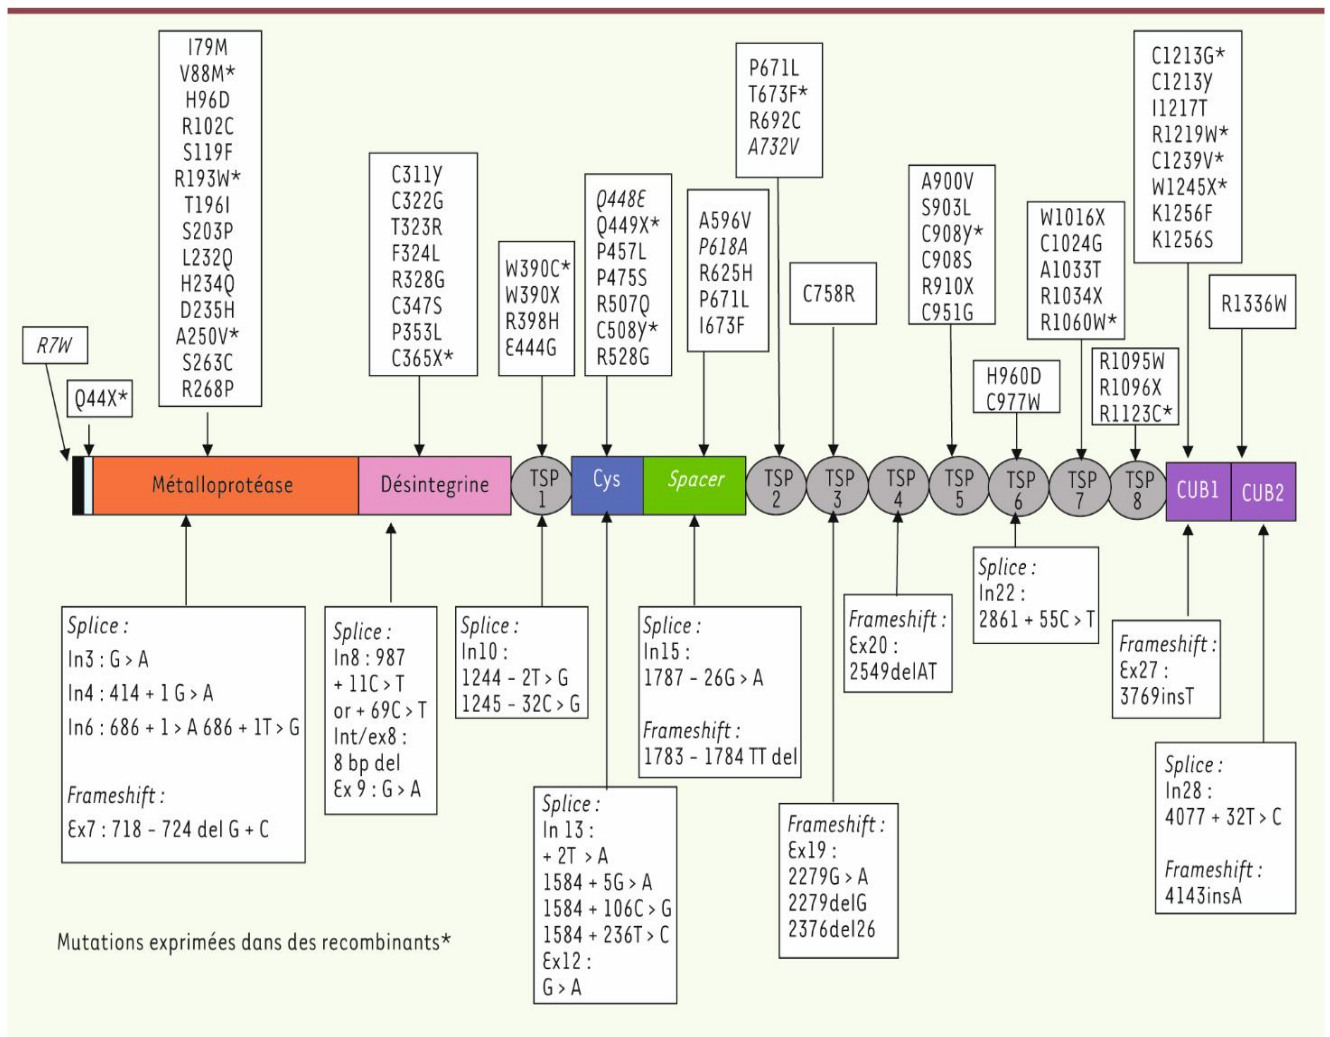 R7W
Q44X*
I79M
V88M*
H96D
R102C
S119F
R193W*
T196I
S203P
L232Q
H234Q
D235H
A250V*
S263C
R268P
C311Y
C322G
T323R
F324L
R328G
C347S
P353L
C365X*
W390C*
W390X
R398H
E444G
Q448E
Q449X*
P457L
P475S
R507Q
C508Y*
R528G
A596V
P618A
R625H
P671L
I673F
P671L
T673F*
R692C
A732V
C758R
A900V
S903L
C908Y*
C908S
R910X
C951G
H960D
C977W
W1016X
C1024G
A1033T
R1034X
R1060W*
R1095W
R1096X
R1123C*
C1213G*
C1213Y
I1217T
R1219W*
C1239V*
W1245X*
K1256F
K1256S
R1336W
Métalloprotéase
Désintegrine
TSP
1
Cys
Spacer
TSP
2
TSP
3
TSP
4
TSP
5
TSP
6
TSP
7
TSP
8
CUB1
CUB2
Splice :
In3 : G > A
In4 : 414 + 1 G > A
In6 : 686 + 1 > A 686 + 1T > G
Frameshift :
Ex7 : 718 – 724 del G + C
Splice :
In8 : 987
+ 11C > T
or + 69C > T
Int/ex8 :
8 bp del
Ex 9 : G > A
Splice :
In10 :
1244 – 2T > G
1245 – 32C > G
Splice :
In 13 :
+ 2T > A
1584 + 5G > A
1584 + 106C > G
1584 + 236T > C
Ex12 :
G > A
Splice :
In15 :
1787 – 26G > A
Frameshift :
1783 – 1784 TT del
Frameshift :
Ex19 :
2279G > A
2279delG
2376del26
Frameshift :
Ex20 :
2549delAT
Splice :
In22 :
2861 + 55C > T
Frameshift :
Ex27 :
3769insT
Splice :
In28 :
4077 + 32T > C
Frameshift :
4143insA
Mutations exprimées dans des recombinants*